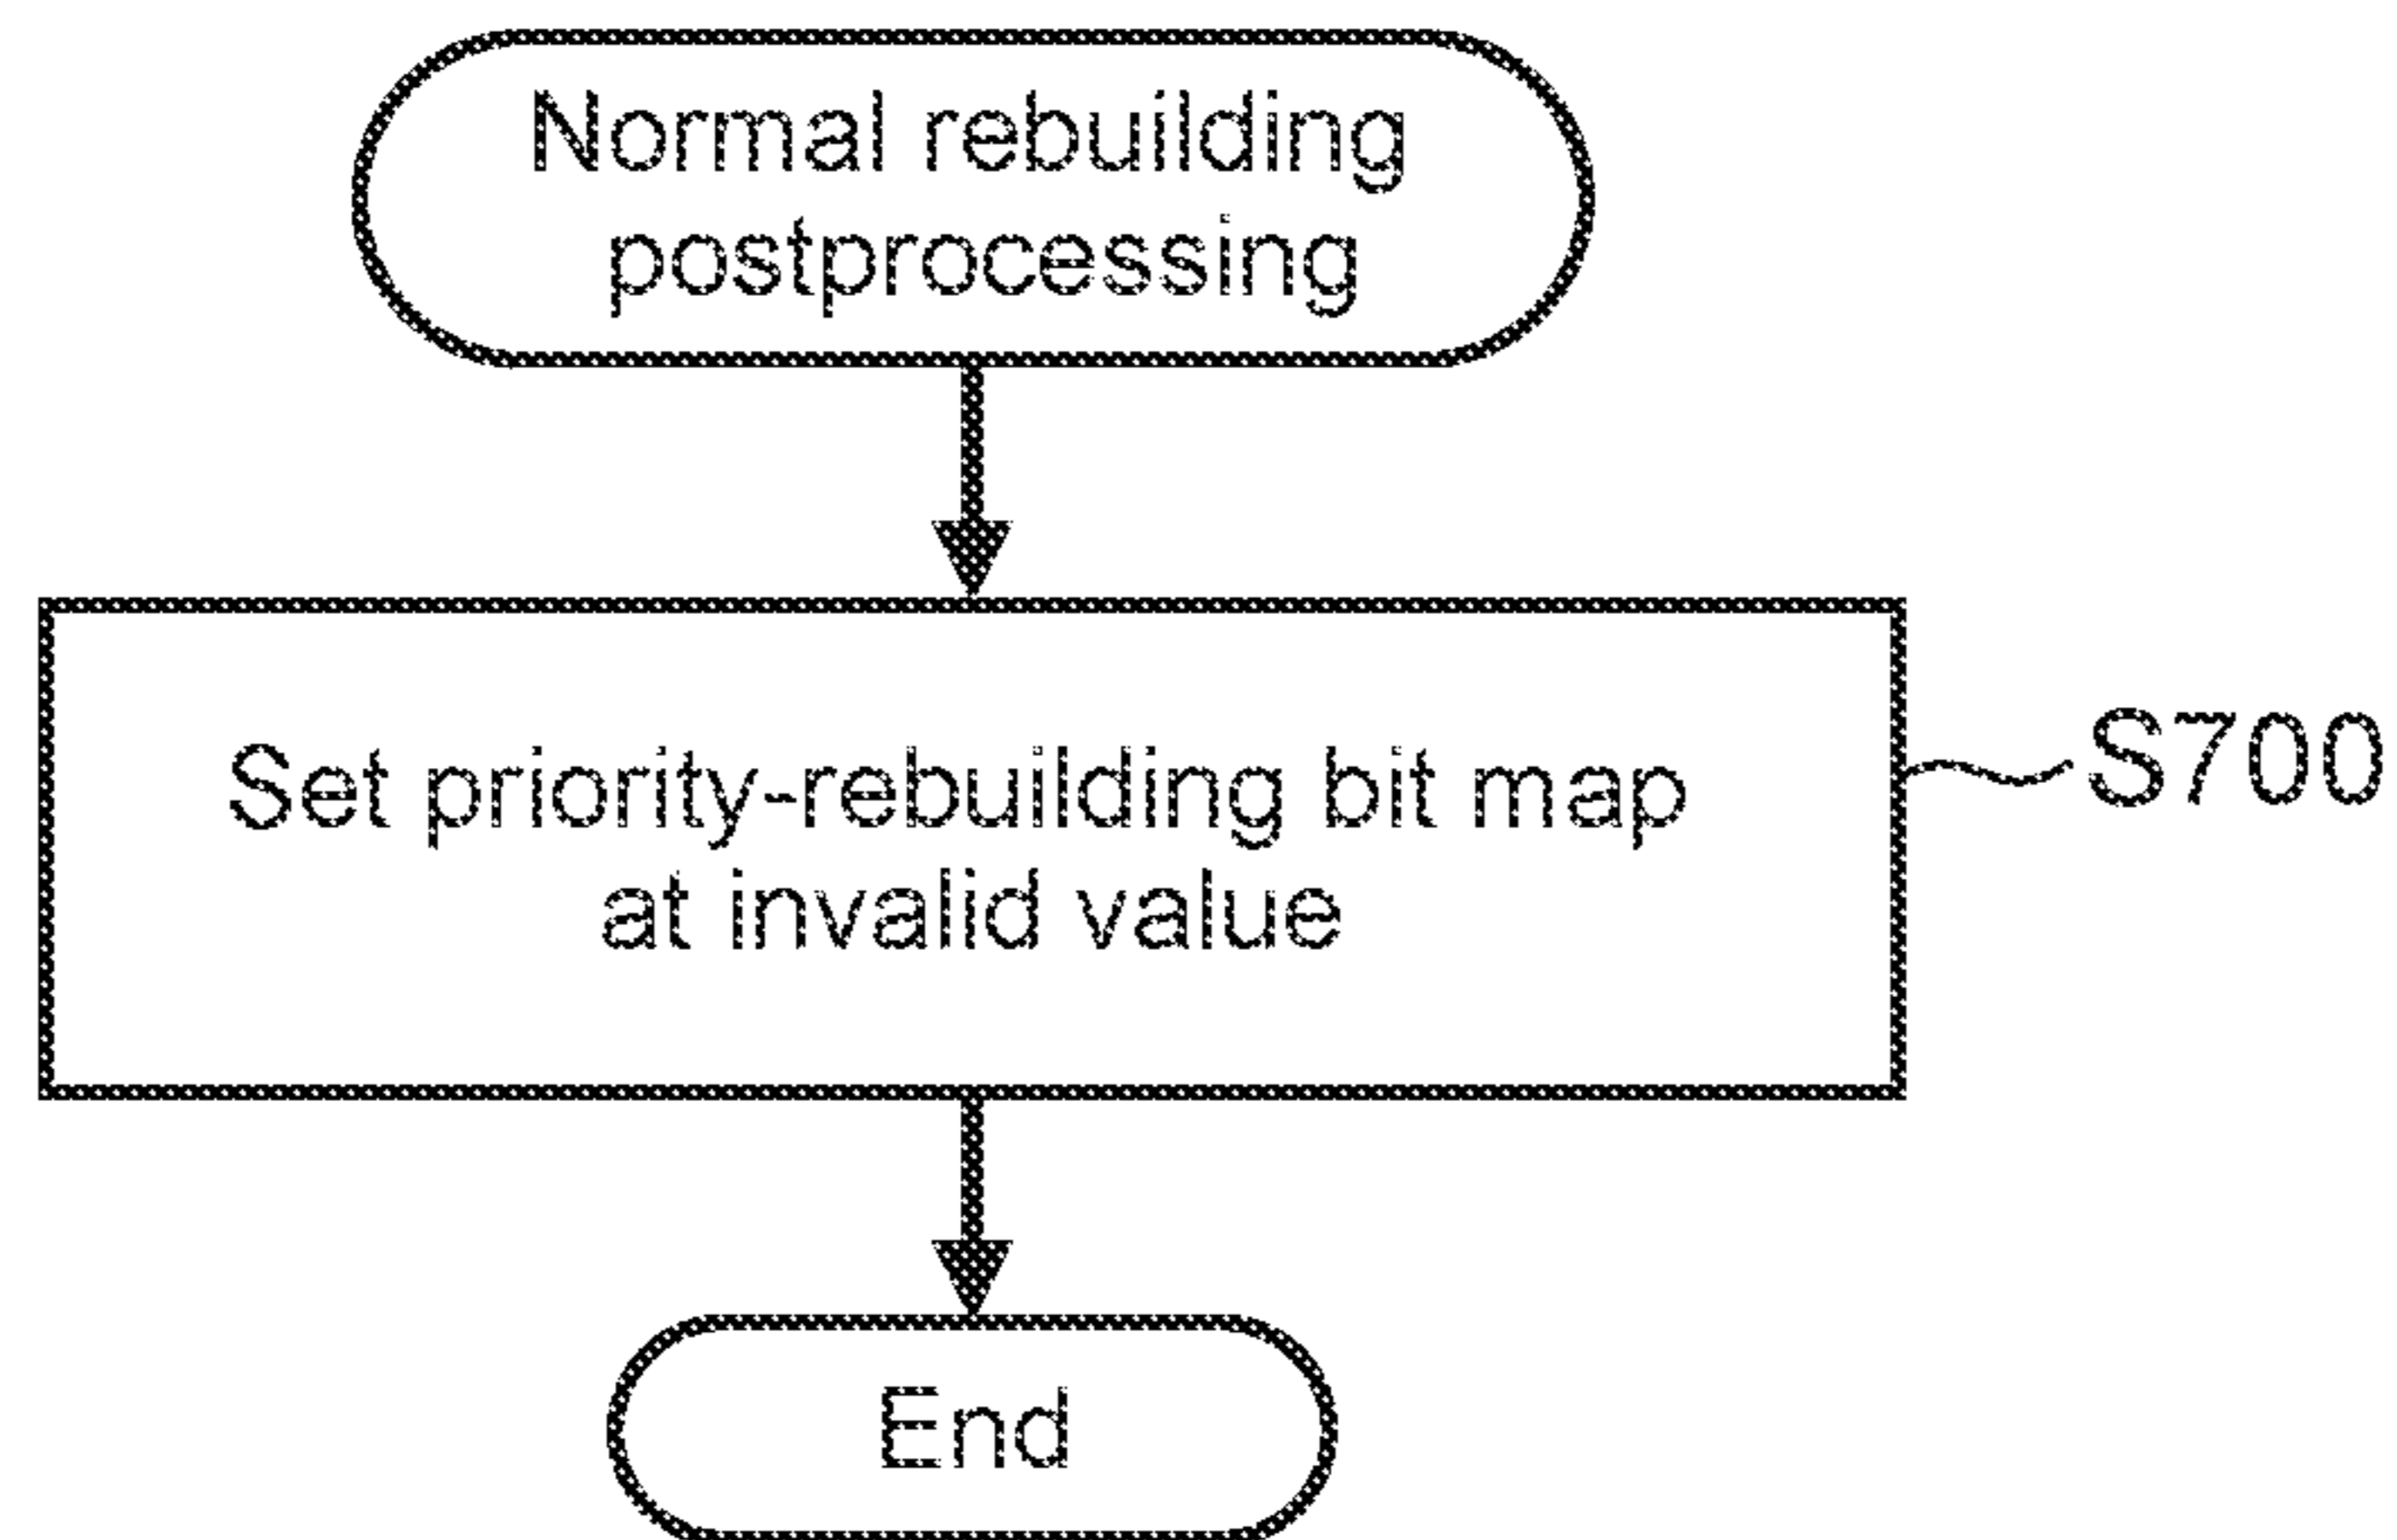 Normal rebuilding
postprocessing
Set priority-rebuilding bit map
at invalid value
S700
End